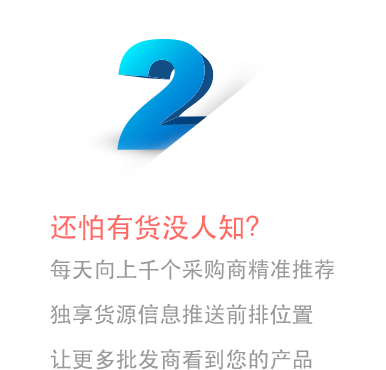 2
还怕有货没人知?
每天向上千个采购商精准推荐
独享货源信息推送前排位置
让更多批发商看到您的产品